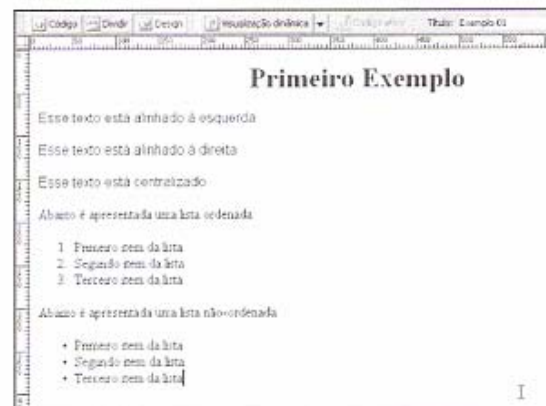 Código Dividir Design Visualização dinâmica Título: Exemplo 01
Primeiro Exemplo
Esse texto está alinhado à esquerda
Esse texto está alinhado à direita
Esse texto está centralizado
Abaixo é apresentada uma lista ordenada
1. Primeiro item da lista
2. Segundo item da lista
3. Terceiro item da lista
Abaixo é apresentada uma lista não-ordenada
• Primeiro item da lista
• Segundo item da lista
• Terceiro item da lista